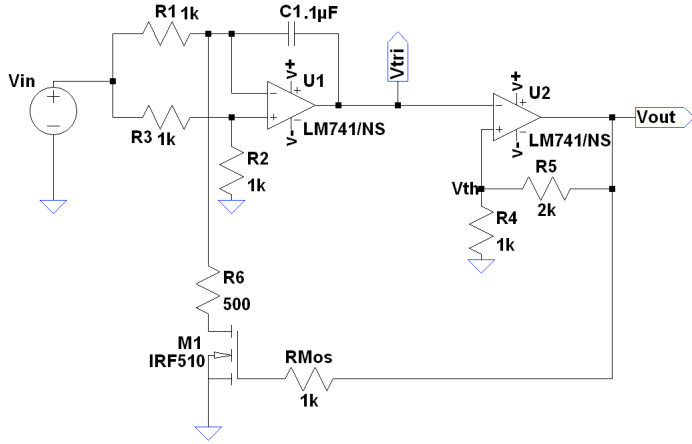 R1 1k
C1 .1µF
Vin
R3 1k
V+
U1
V-
LM741/NS
R2
1k
Vtri
V+
U2
V-
LM741/NS
Vout
Vth
R5
2k
R4
1k
R6
500
M1
IRF510
RMos
1k